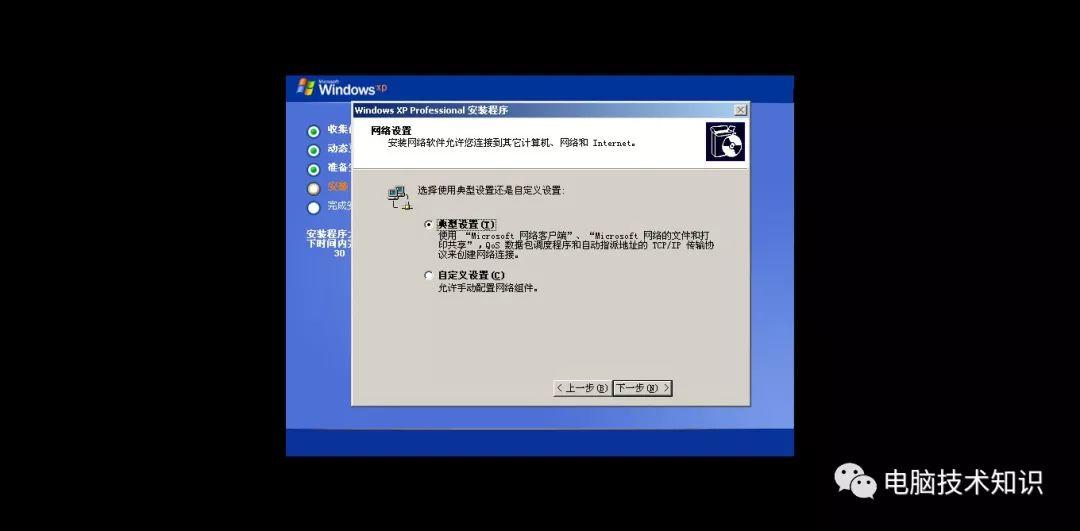 Microsoft
Windows xp
Windows XP Professional 安装程序
网络设置
安装网络软件允许您连接到其它计算机、网络和 Internet。
收集
动态
准备
安装
完成安
安装程序
下时间内
30
选择使用典型设置还是自定义设置:
典型设置(T)
使用 “Microsoft 网络客户端”、“Microsoft 网络的文件和打
印共享”,QoS 数据包调度程序和自动指派地址的 TCP/IP 传输协
议来创建网络连接。
自定义设置(C)
允许手动配置网络组件。
< 上一步(B)
下一步(N) >
电脑技术知识